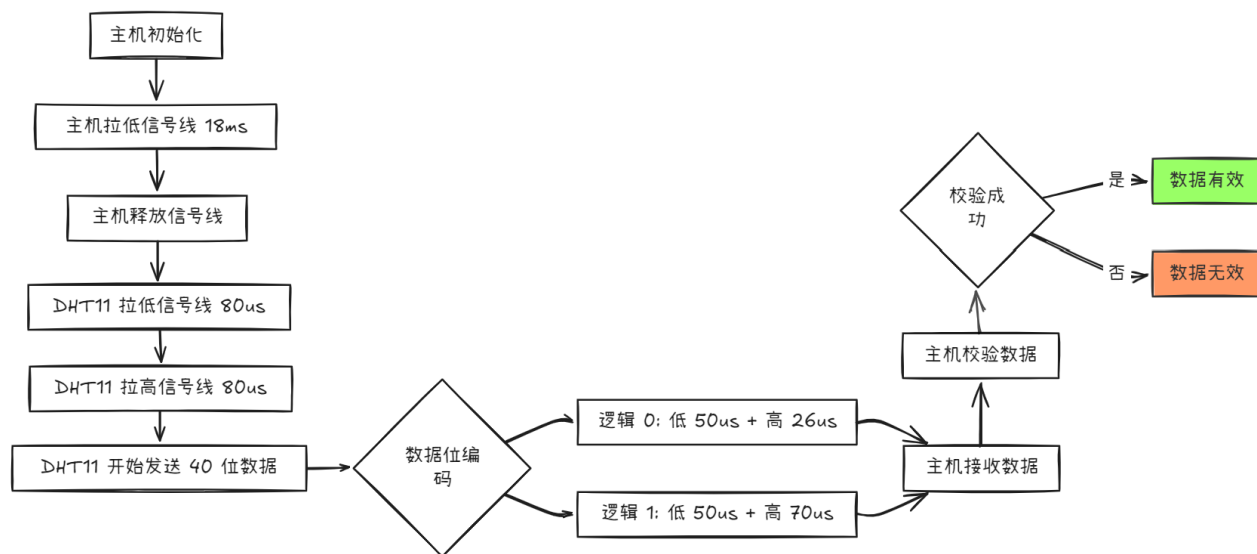 主机初始化
主机拉低信号线 18ms
主机释放信号线
DHT11 拉低信号线 80us
DHT11 拉高信号线 80us
DHT11 开始发送 40 位数据
数据位编
码
逻辑 0: 低 50us + 高 26us
逻辑 1: 低 50us + 高 70us
主机接收数据
主机校验数据
校验成
功
是
数据有效
否
数据无效